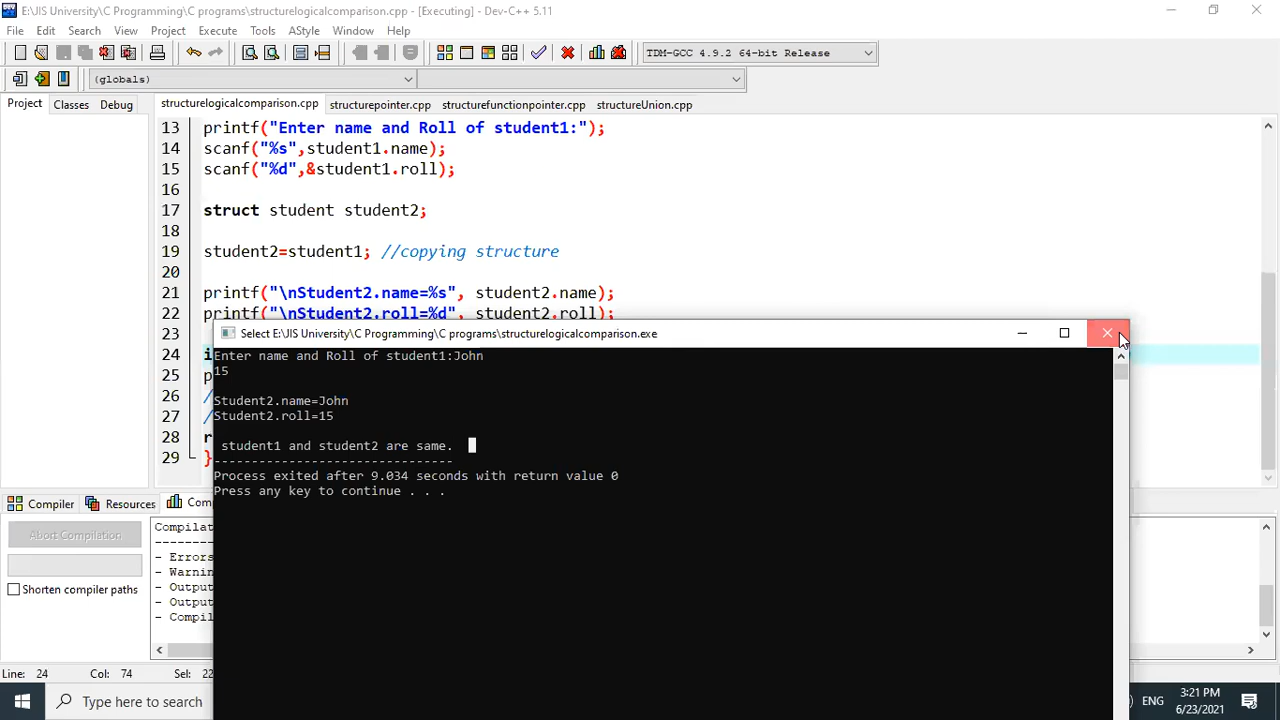 E:\JIS University\C Programming\C programs\structurelogicalcomparison.cpp - [Executing] - Dev-C++ 5.11
File Edit Search View Project Execute Tools AStyle Window Help
TDM-GCC 4.9.2 64-bit Release
(globals)
Project Classes Debug
structurelogicalcomparison.cpp structurepointer.cpp structurefunctionpointer.cpp structureUnion.cpp
13 printf("Enter name and Roll of student1:");
14 scanf("%s",student1.name);
15 scanf("%d",&student1.roll);
16
17 struct student student2;
18
19 student2=student1; //copying structure
20
21 printf("\nStudent2.name=%s", student2.name);
22 printf("\nStudent2.roll=%d", student2.roll);
23
24 i
25 p
26 /
27 /
28 r
29 }
Select E:\JIS University\C Programming\C programs\structurelogicalcomparison.exe
Enter name and Roll of student1:John
15
Student2.name=John
Student2.roll=15
student1 and student2 are same.
--------------------------------
Process exited after 9.034 seconds with return value 0
Press any key to continue . . .
Compiler Resources Com
Abort Compilation
Shorten compiler paths
Compilat
--------
- Errors
- Warnin
- Output
- Output
- Compil
Line: 24 Col: 74 Sel: 22
Type here to search
ENG
3:21 PM
6/23/2021